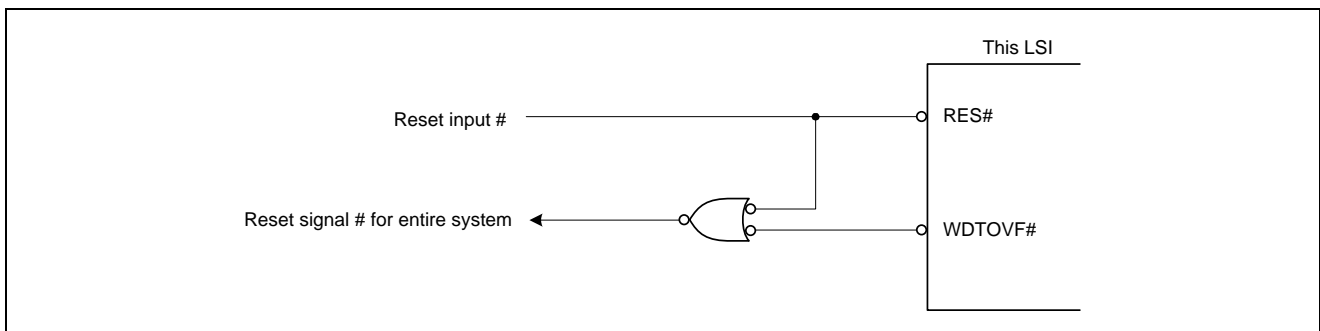 This LSI
Reset input #
RES#
Reset signal # for entire system
WDTOVF#